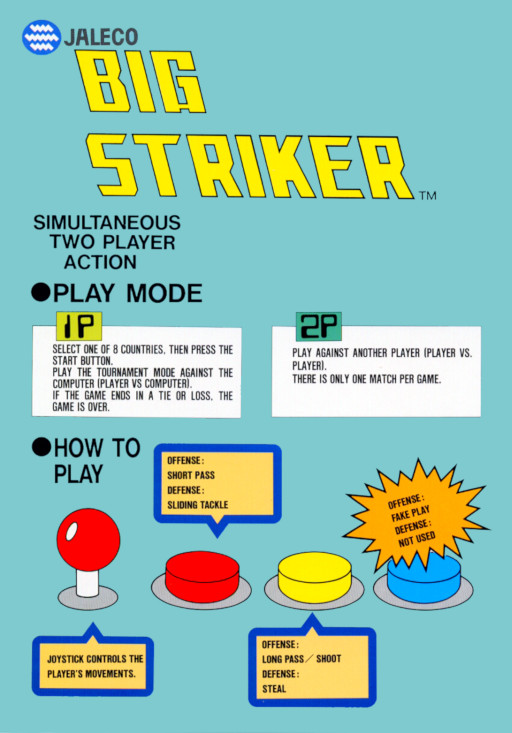 JALECO
BIG
STRIKER
TM
SIMULTANEOUS
TWO PLAYER
ACTION
●PLAY MODE
1P
SELECT ONE OF 8 COUNTRIES, THEN PRESS THE
START BUTTON.
PLAY THE TOURNAMENT MODE AGAINST THE
COMPUTER (PLAYER VS COMPUTER).
IF THE GAME ENDS IN A TIE OR LOSS, THE
GAME IS OVER.
2P
PLAY AGAINST ANOTHER PLAYER (PLAYER VS.
PLAYER).
THERE IS ONLY ONE MATCH PER GAME.
●HOW TO
PLAY
OFFENSE:
SHORT PASS
DEFENSE:
SLIDING TACKLE
OFFENSE:
FAKE PLAY
DEFENSE:
NOT USED
JOYSTICK CONTROLS THE
PLAYER'S MOVEMENTS.
OFFENSE:
LONG PASS / SHOOT
DEFENSE:
STEAL